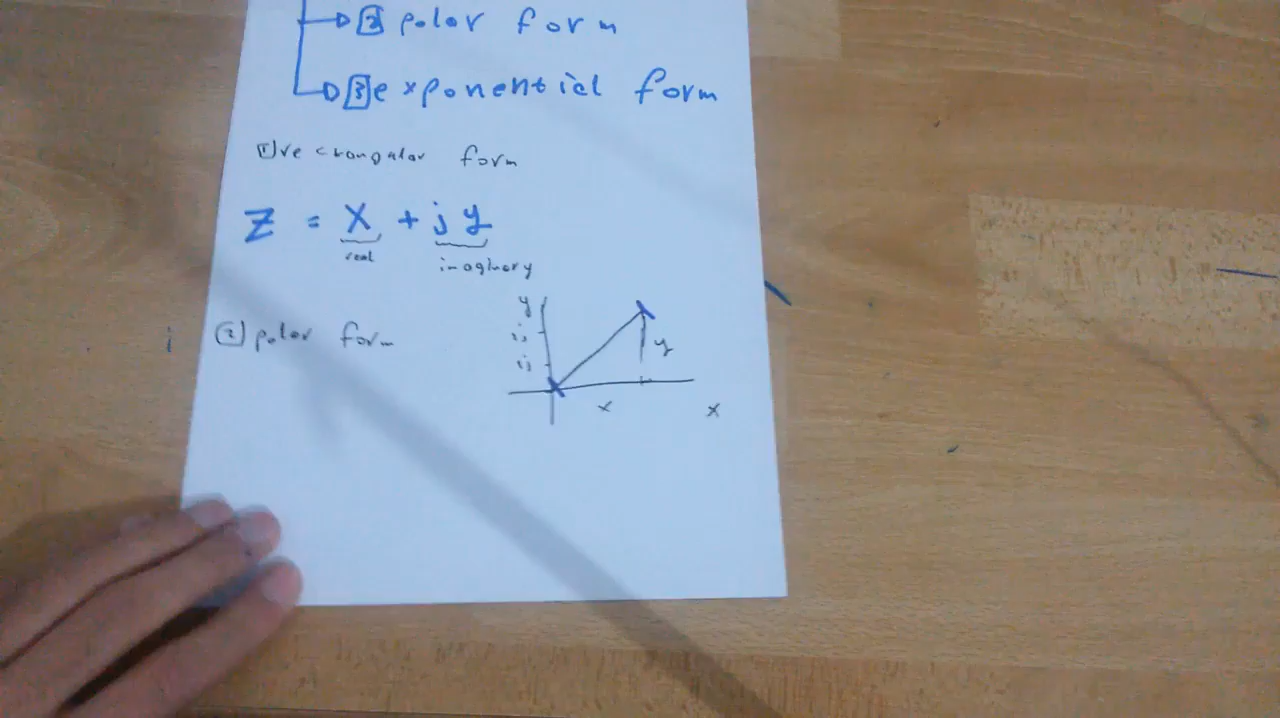 2 polar form
3 exponential form
1 rectangular form
Z = X + j y
real
imaginary
2 polar form
y
j
j
y
x
x